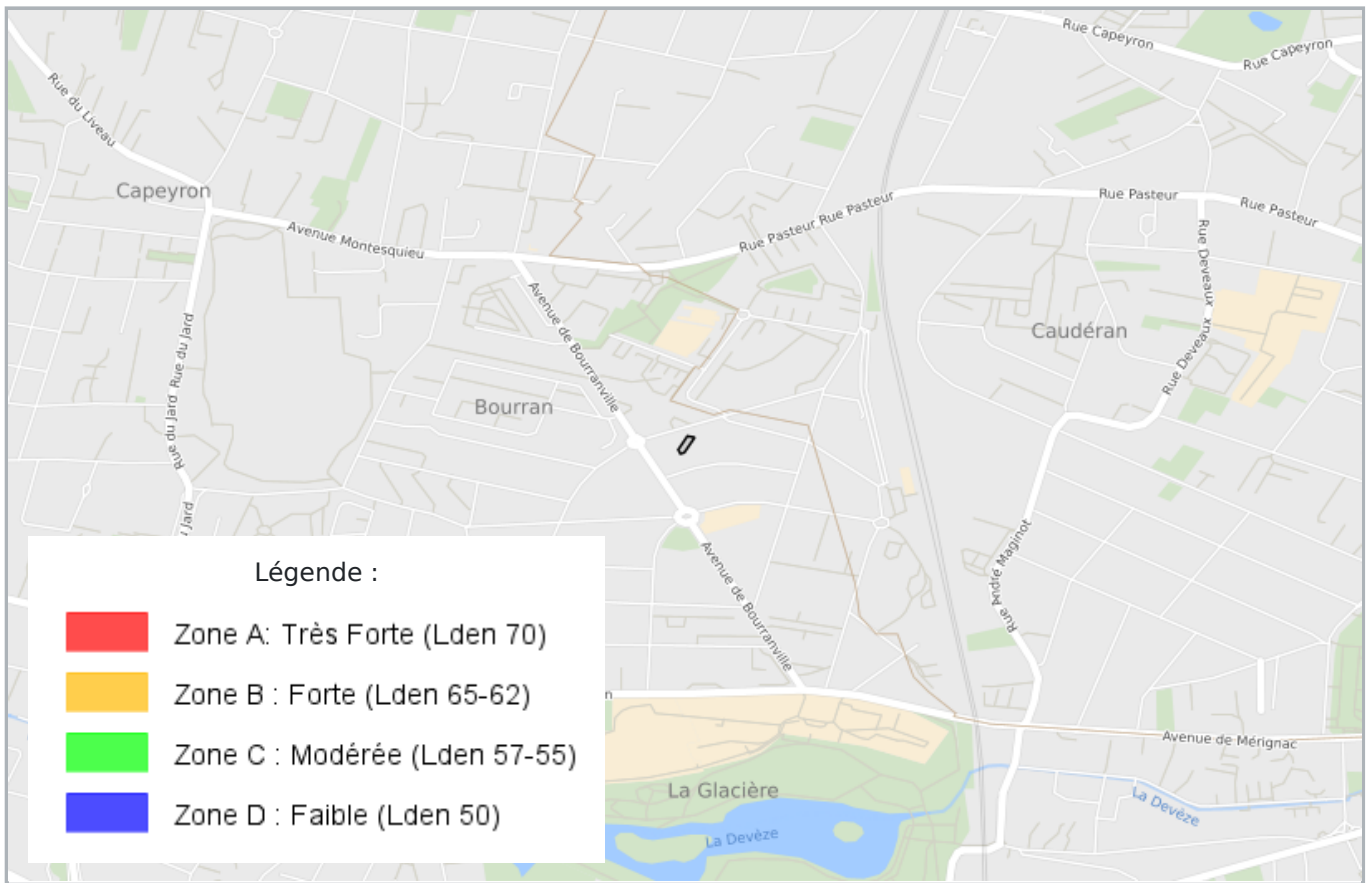 Rue Capeyron
Rue Capeyron
Rue du Liveau
Capeyron
Rue Pasteur
Rue Pasteur
Rue Pasteur Rue Pasteur
Avenue Montesquieu
Rue Deveaux
Rue du Jard
Avenue de Bourranville
Caudéran
Rue Deveaux
Bourran
Rue du Jard
Rue du Jard
Jard
Rue André Maginot
Avenue de Bourranville
Légende :
Zone A: Très Forte (Lden 70)
Zone B : Forte (Lden 65-62)
Zone C : Modérée (Lden 57-55)
Zone D : Faible (Lden 50)
Avenue de Mérignac
La Glacière
La Devèze
La Devèze